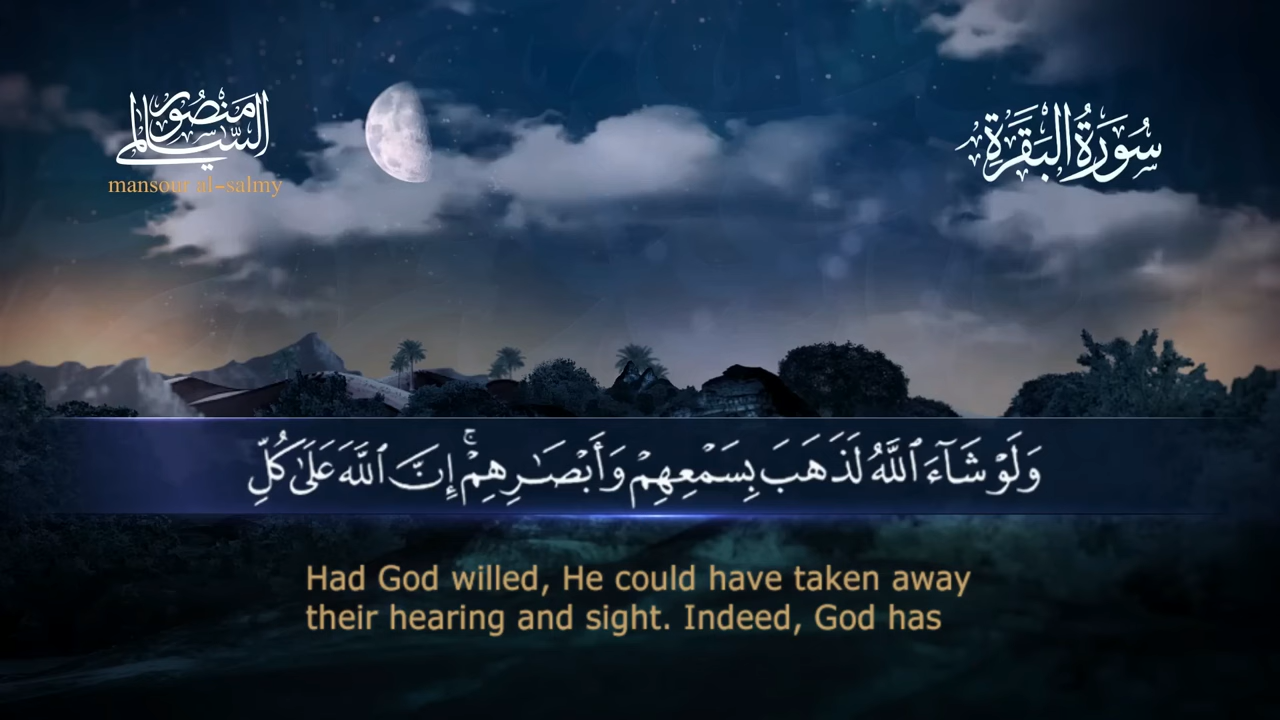 منصور السالمي
mansour al-salmy
سُورَةُ البَقَرَةِ
وَلَوْ شَآءَ ٱللَّهُ لَذَهَبَ بِسَمْعِهِمْ وَأَبْصَـٰرِهِمْ ۚ إِنَّ ٱللَّهَ عَلَىٰ كُلِّ
Had God willed, He could have taken away
their hearing and sight. Indeed, God has